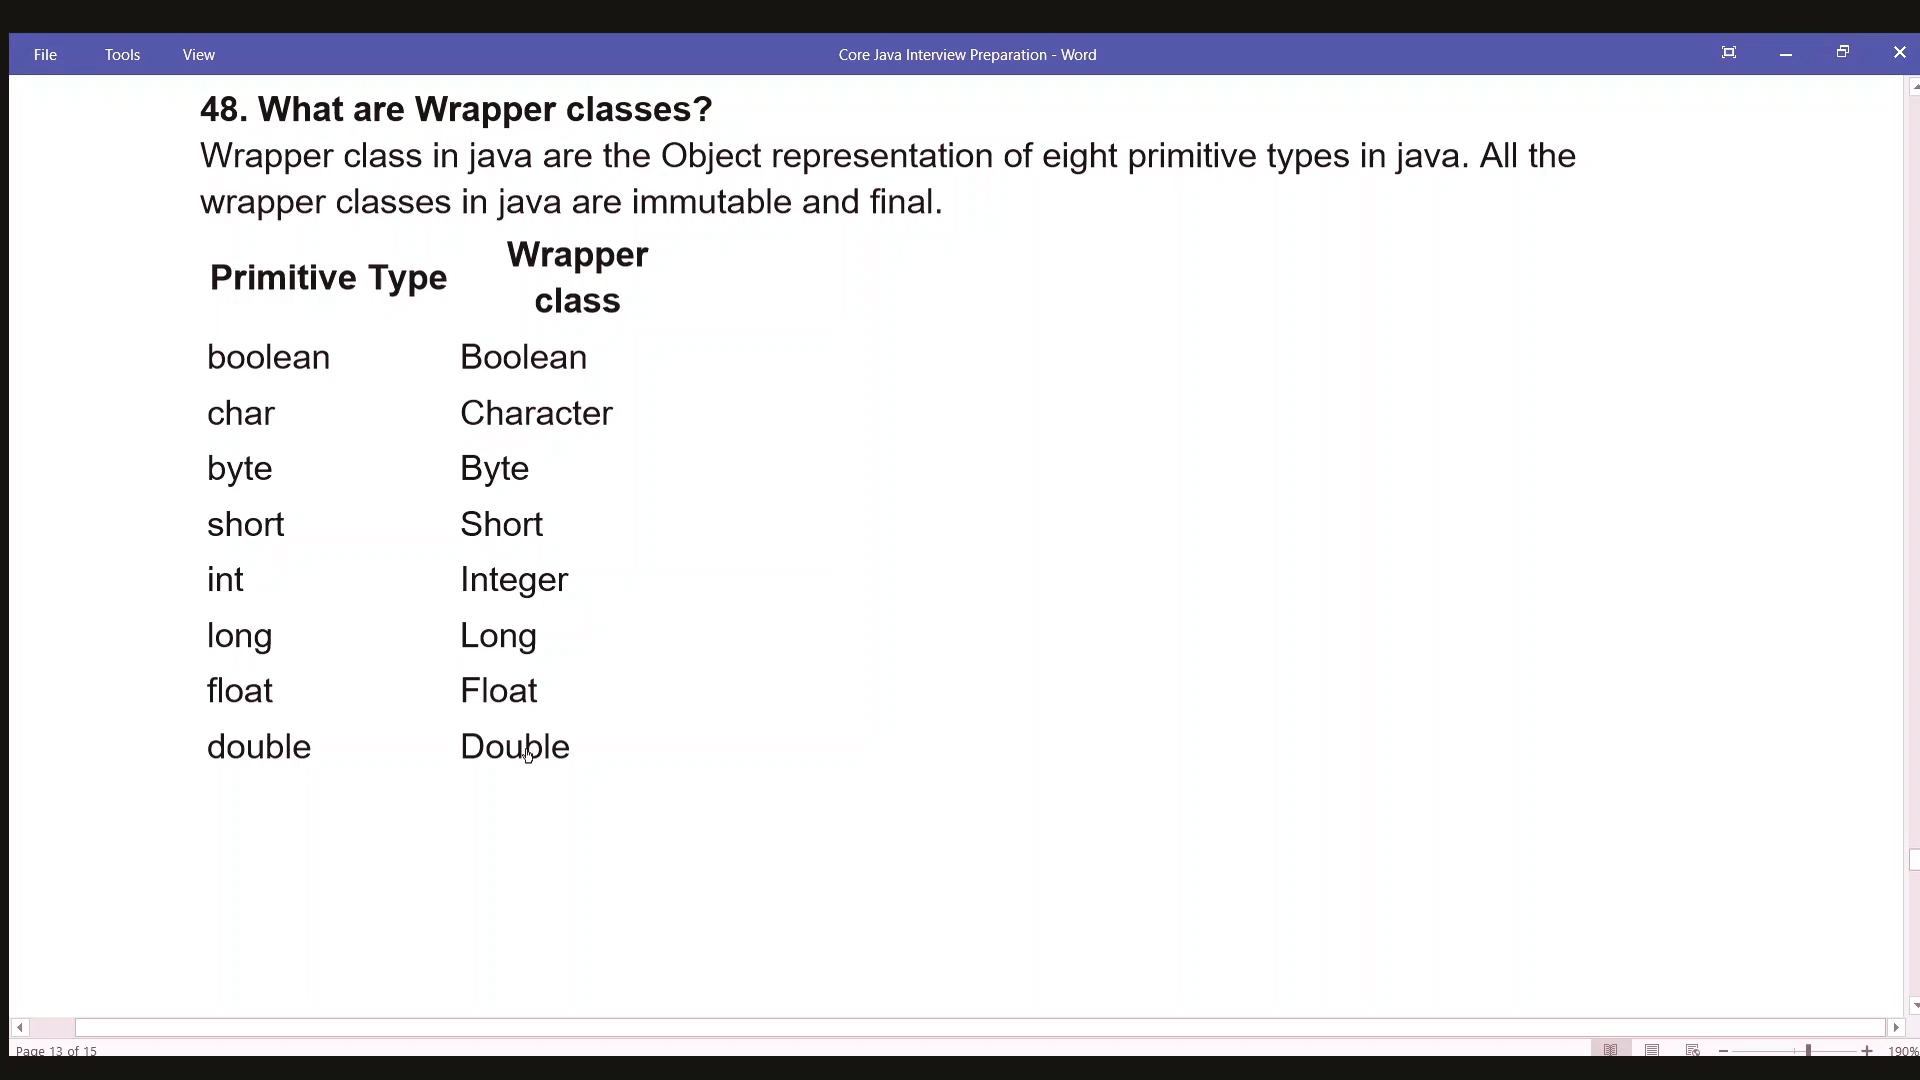 File Tools View Core Java Interview Preparation - Word
48. What are Wrapper classes?
Wrapper class in java are the Object representation of eight primitive types in java. All the
wrapper classes in java are immutable and final.
Primitive Type Wrapper
class
boolean Boolean
char Character
byte Byte
short Short
int Integer
long Long
float Float
double Double
Page 13 of 15 190%